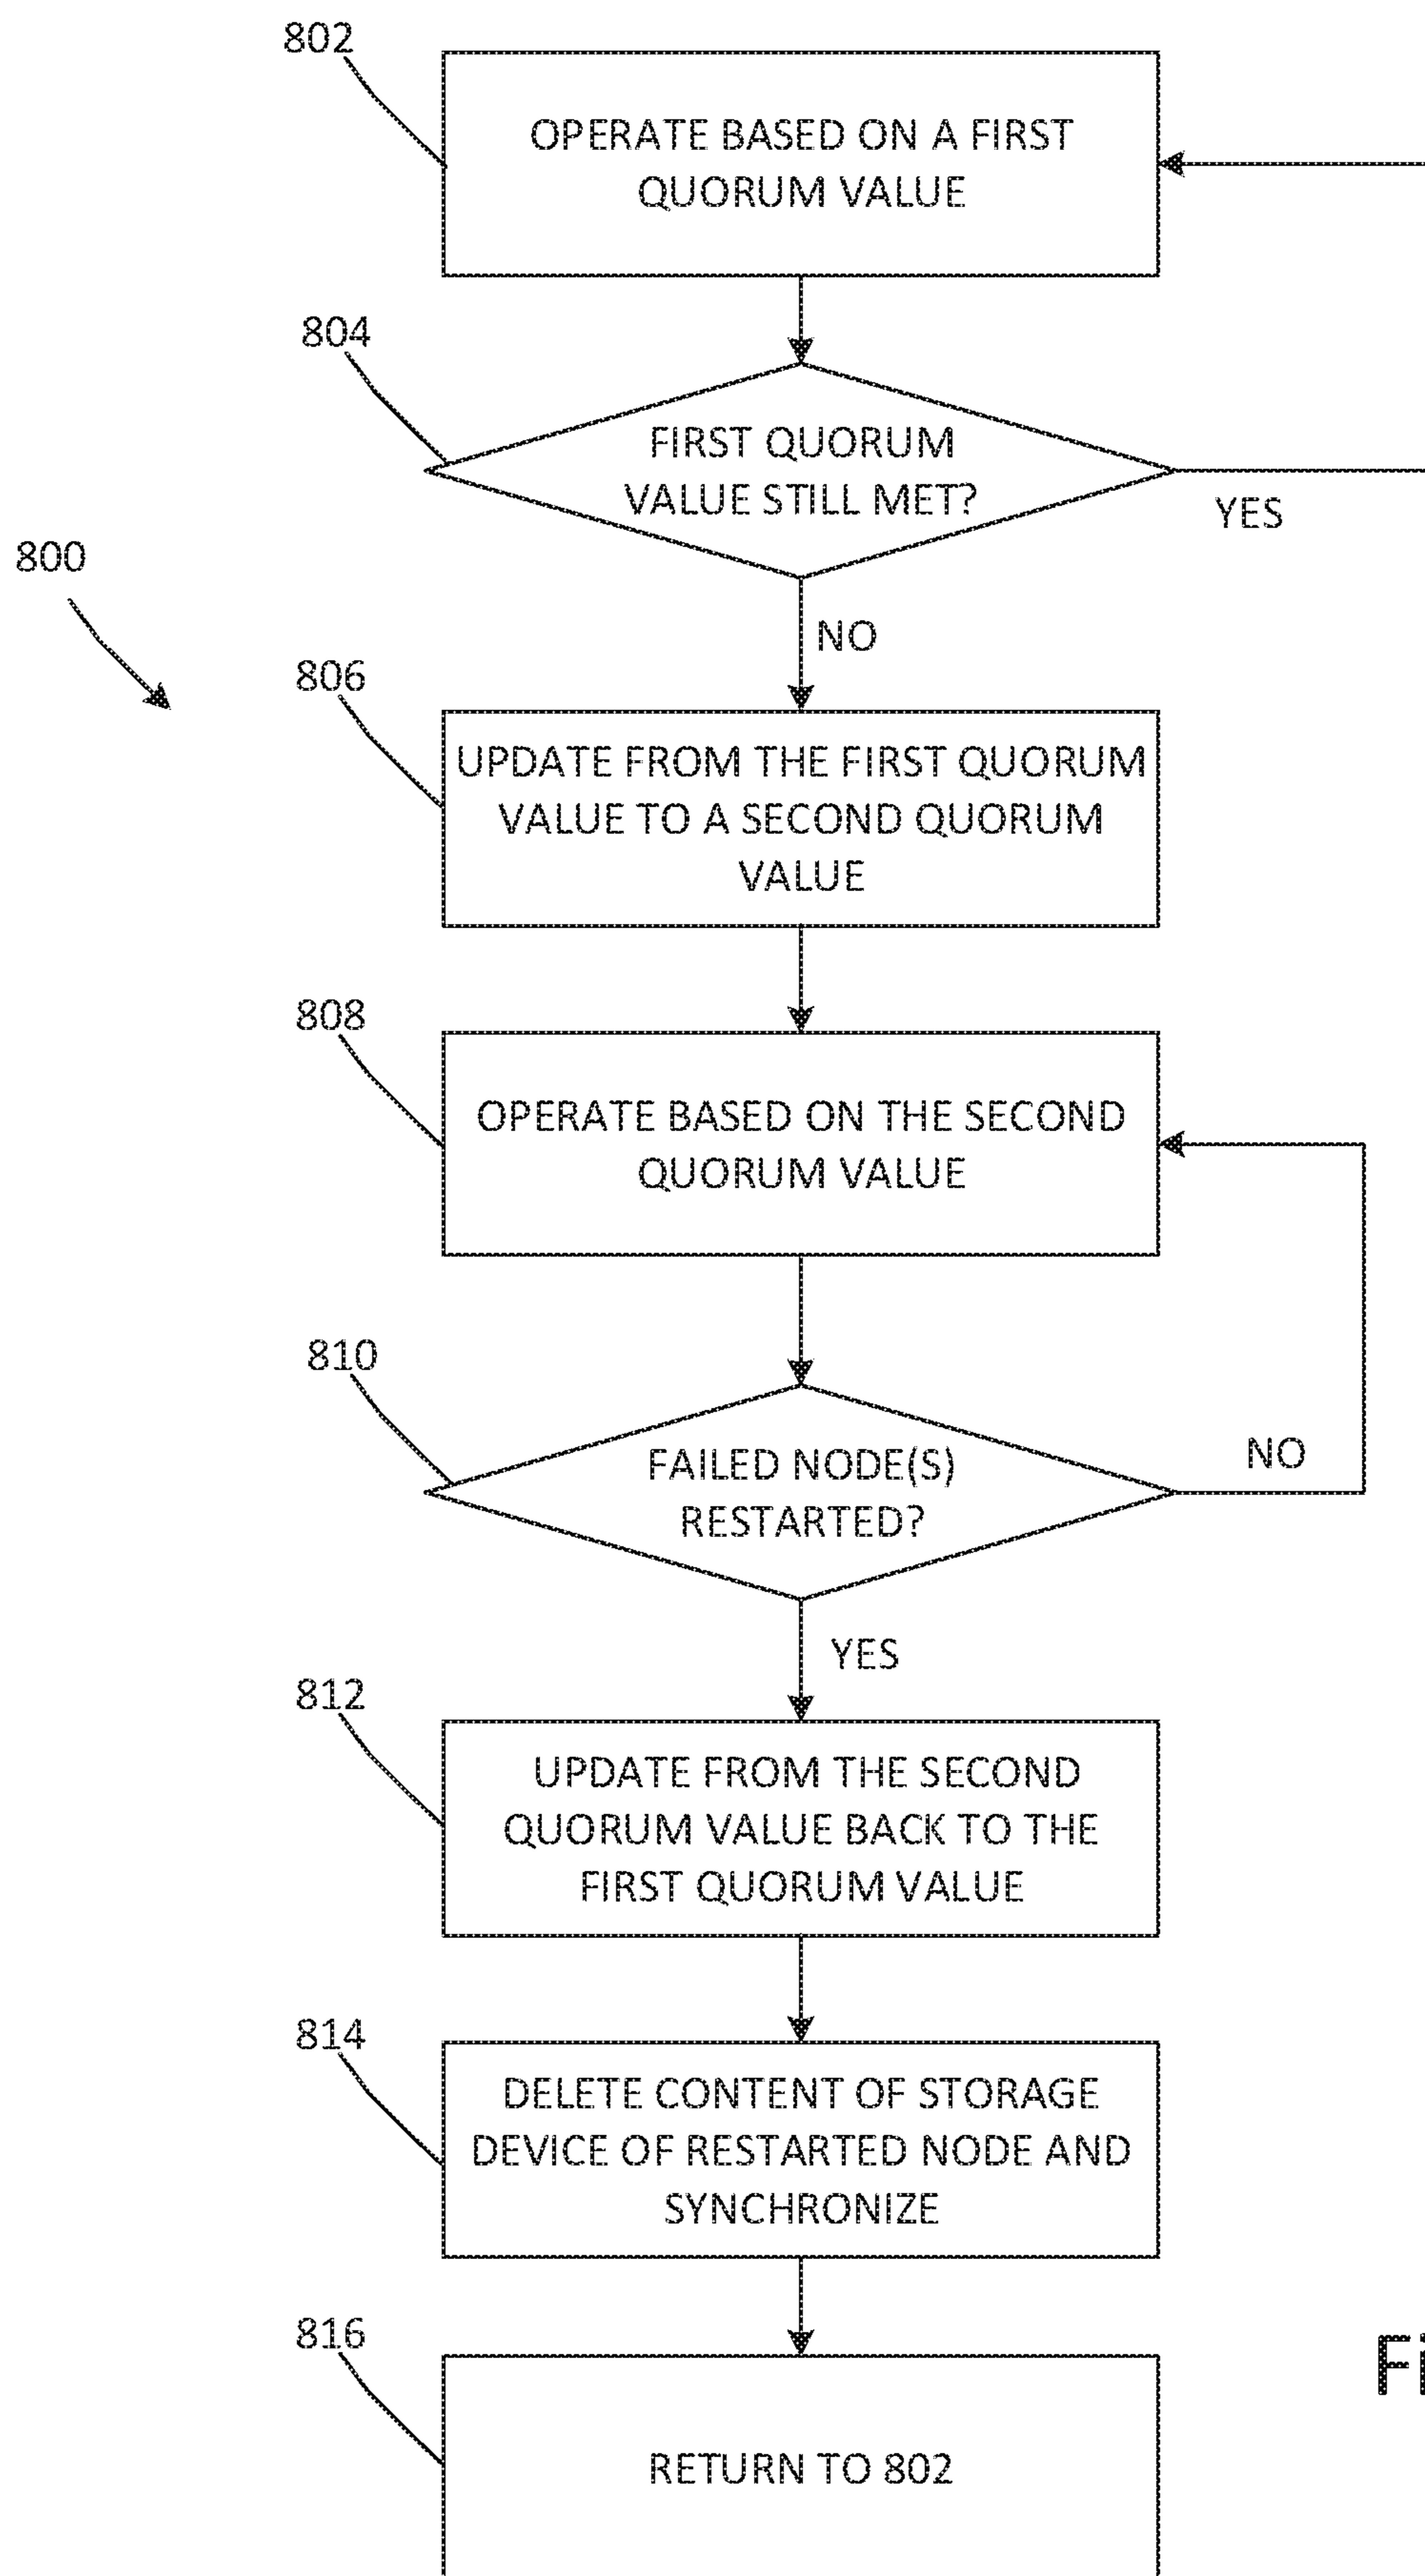 802
OPERATE BASED ON A FIRST
QUORUM VALUE
804
FIRST QUORUM
VALUE STILL MET?
YES
800
NO
806
UPDATE FROM THE FIRST QUORUM
VALUE TO A SECOND QUORUM
VALUE
808
OPERATE BASED ON THE SECOND
QUORUM VALUE
810
FAILED NODE(S)
RESTARTED?
NO
YES
812
UPDATE FROM THE SECOND
QUORUM VALUE BACK TO THE
FIRST QUORUM VALUE
814
DELETE CONTENT OF STORAGE
DEVICE OF RESTARTED NODE AND
SYNCHRONIZE
816
RETURN TO 802